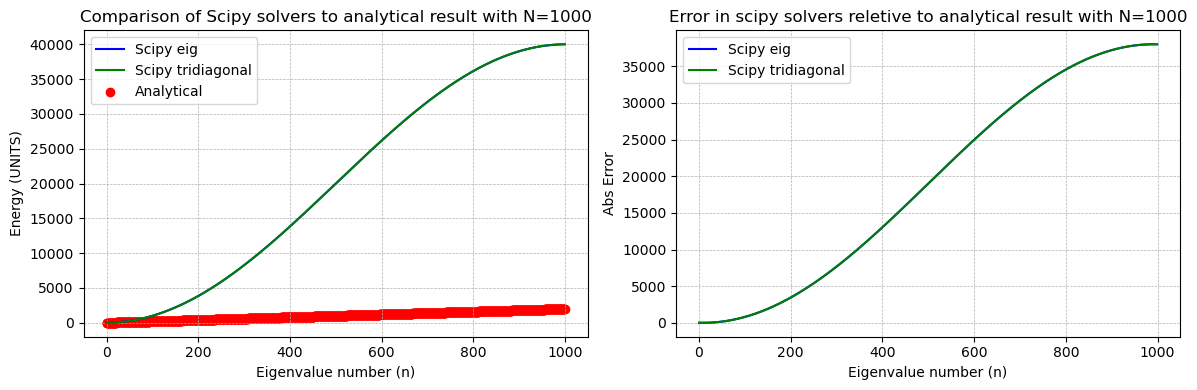 Comparison of Scipy solvers to analytical result with N=1000
Scipy eig
Scipy tridiagonal
Analytical
Energy (UNITS)
40000
35000
30000
25000
20000
15000
10000
5000
0
0 200 400 600 800 1000
Eigenvalue number (n)
Error in scipy solvers reletive to analytical result with N=1000
Scipy eig
Scipy tridiagonal
Abs Error
35000
30000
25000
20000
15000
10000
5000
0
0 200 400 600 800 1000
Eigenvalue number (n)